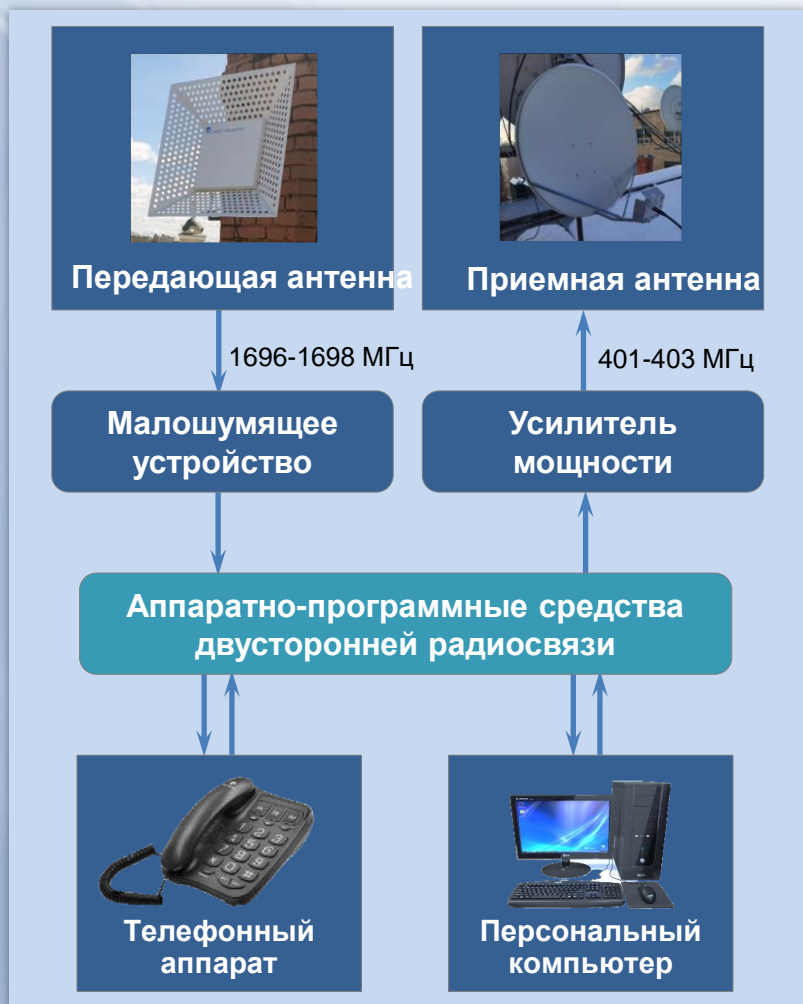 Передающая антенна
Приемная антенна
1696-1698 МГц
401-403 МГц
Малошумящее
устройство
Усилитель
мощности
Аппаратно-программные средства
двусторонней радиосвязи
Телефонный
аппарат
Персональный
компьютер